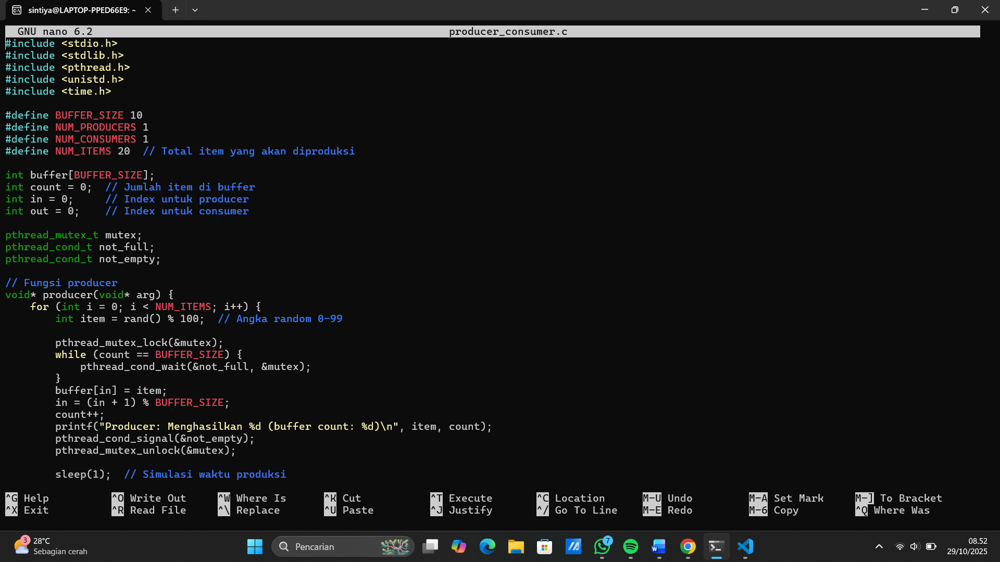 sintiya@LAPTOP-PPED66E9: ~
GNU nano 6.2 producer_consumer.c
#include <stdio.h>
#include <stdlib.h>
#include <pthread.h>
#include <unistd.h>
#include <time.h>
#define BUFFER_SIZE 10
#define NUM_PRODUCERS 1
#define NUM_CONSUMERS 1
#define NUM_ITEMS 20  // Total item yang akan diproduksi
int buffer[BUFFER_SIZE];
int count = 0;  // Jumlah item di buffer
int in = 0;     // Index untuk producer
int out = 0;    // Index untuk consumer
pthread_mutex_t mutex;
pthread_cond_t not_full;
pthread_cond_t not_empty;
// Fungsi producer
void* producer(void* arg) {
    for (int i = 0; i < NUM_ITEMS; i++) {
        int item = rand() % 100;  // Angka random 0-99
        pthread_mutex_lock(&mutex);
        while (count == BUFFER_SIZE) {
            pthread_cond_wait(&not_full, &mutex);
        }
        buffer[in] = item;
        in = (in + 1) % BUFFER_SIZE;
        count++;
        printf("Producer: Menghasilkan %d (buffer count: %d)\n", item, count);
        pthread_cond_signal(&not_empty);
        pthread_mutex_unlock(&mutex);
        sleep(1);  // Simulasi waktu produksi
^G Help ^O Write Out ^W Where Is ^K Cut ^T Execute ^C Location M-U Undo M-A Set Mark M-] To Bracket
^X Exit ^R Read File ^\ Replace ^U Paste ^J Justify ^/ Go To Line M-E Redo M-6 Copy ^Q Where Was
3 28°C
Sebagian cerah
Pencarian
7
08.52
29/10/2025